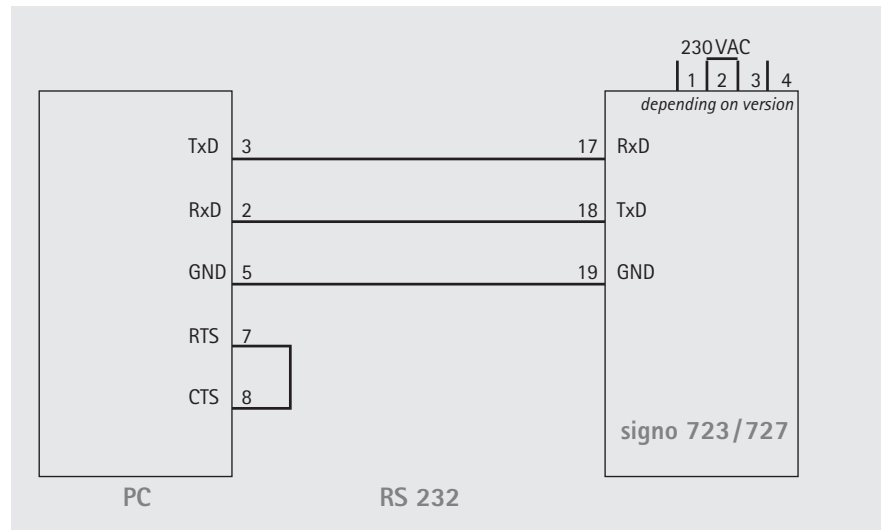 230 VAC
1 2 3 4
depending on version
TxD 3 17 RxD
RxD 2 18 TxD
GND 5 19 GND
RTS 7
CTS 8
signo 723/727
PC RS 232